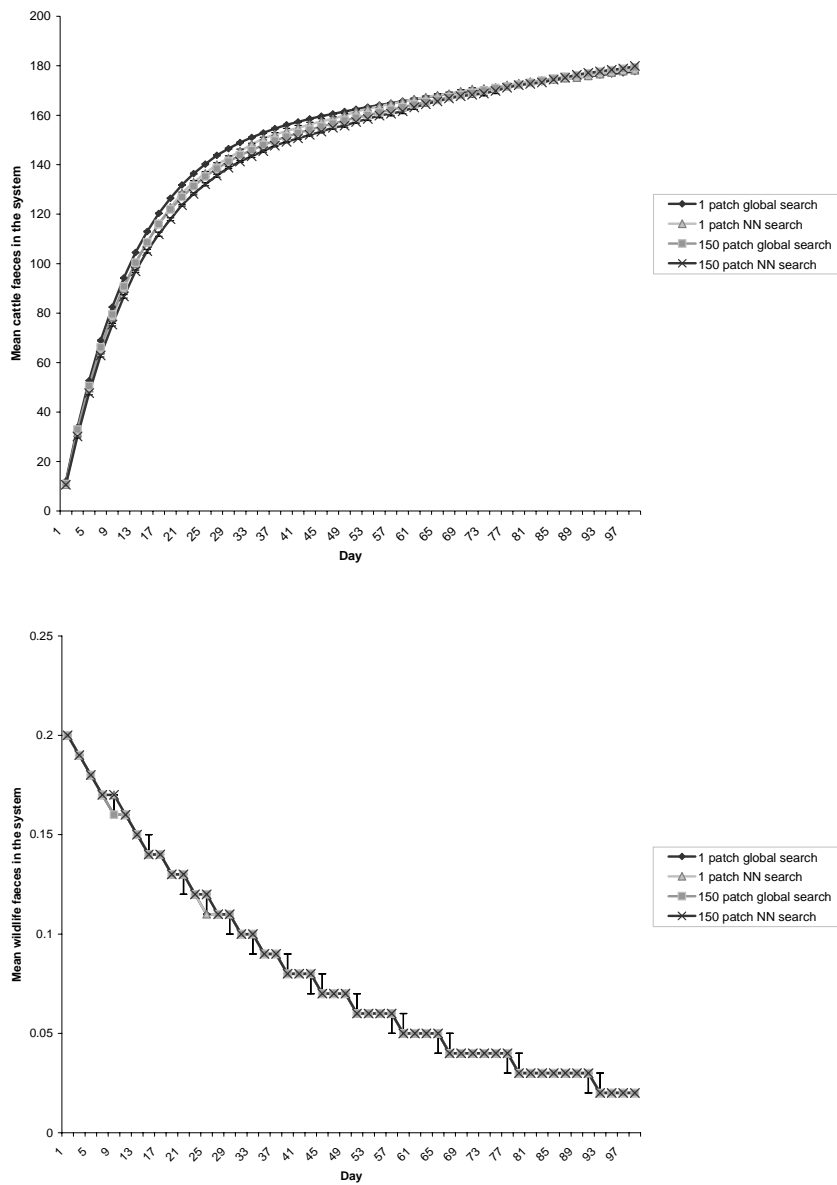 200
180
160
140
120
100
80
60
40
20
0
Mean cattle faeces in the system
1 5 9 13 17 21 25 29 33 37 41 45 49 53 57 61 65 69 73 77 81 85 89 93 97
Day
1 patch global search
1 patch NN search
150 patch global search
150 patch NN search
0.25
0.2
0.15
0.1
0.05
0
Mean wildlife faeces in the system
1 5 9 13 17 21 25 29 33 37 41 45 49 53 57 61 65 69 73 77 81 85 89 93 97
Day
1 patch global search
1 patch NN search
150 patch global search
150 patch NN search